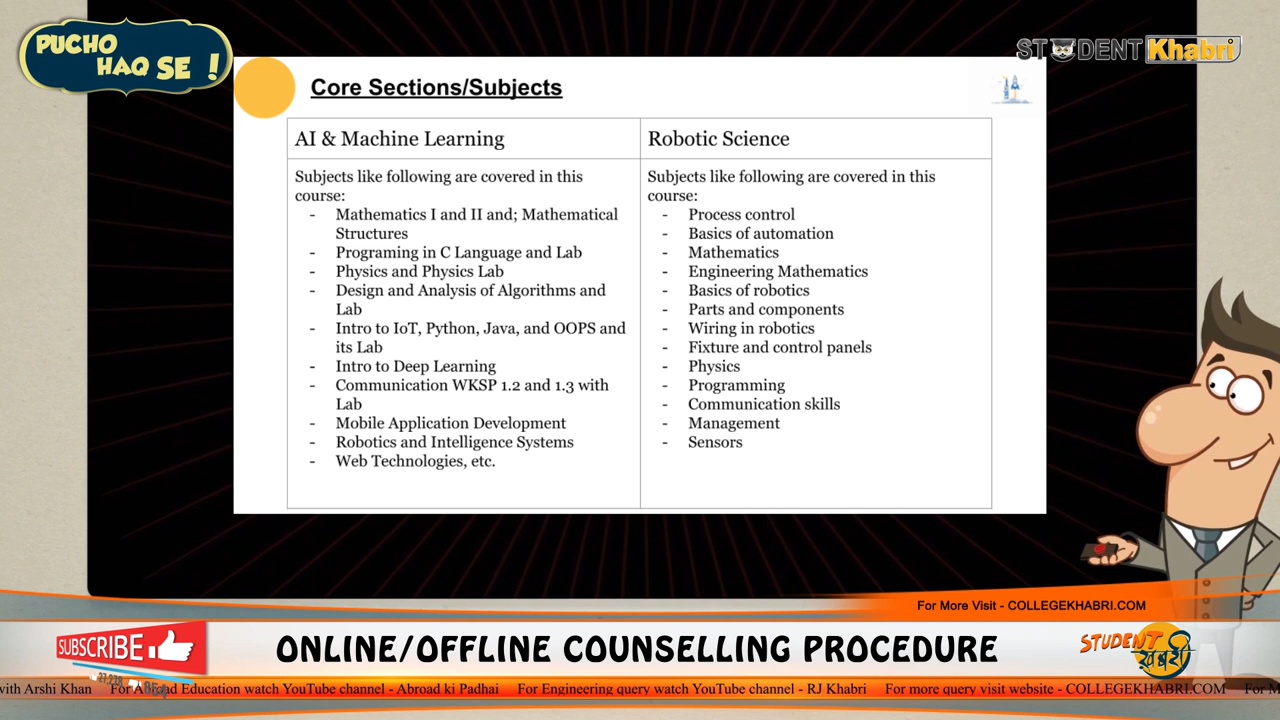 PUCHO
HAQ SE !
STUDENT Khabri
Core Sections/Subjects
AI & Machine Learning
Subjects like following are covered in this
course:
- Mathematics I and II and; Mathematical
Structures
- Programing in C Language and Lab
- Physics and Physics Lab
- Design and Analysis of Algorithms and
Lab
- Intro to IoT, Python, Java, and OOPS and
its Lab
- Intro to Deep Learning
- Communication WKSP 1.2 and 1.3 with
Lab
- Mobile Application Development
- Robotics and Intelligence Systems
- Web Technologies, etc.
Robotic Science
Subjects like following are covered in this
course:
- Process control
- Basics of automation
- Mathematics
- Engineering Mathematics
- Basics of robotics
- Parts and components
- Wiring in robotics
- Fixture and control panels
- Physics
- Programming
- Communication skills
- Management
- Sensors
For More Visit - COLLEGEKHABRI.COM
SUBSCRIBE
ONLINE/OFFLINE COUNSELLING PROCEDURE
STUDENT
खबरी
with Arshi Khan For Abroad Education watch YouTube channel - Abroad ki Padhai For Engineering query watch YouTube channel - RJ Khabri For more query visit website - COLLEGEKHABRI.COM For